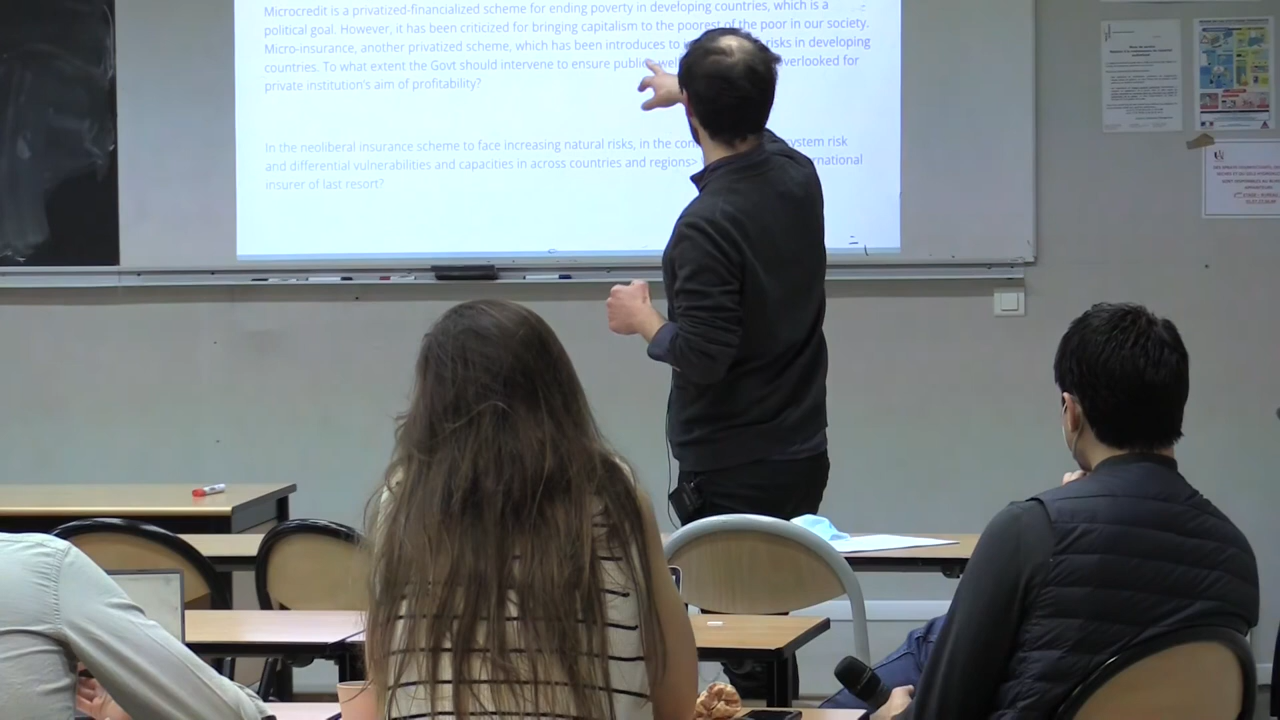 Microcredit is a privatized-financialized scheme for ending poverty in developing countries, which is a
political goal. However, it has been criticized for bringing capitalism to the poorest of the poor in our society.
Micro-insurance, another privatized scheme, which has been introduces to risks in developing
countries. To what extent the Govt should intervene to ensure public overlooked for
private institution's aim of profitability?
In the neoliberal insurance scheme to face increasing natural risks, in the system risk
and differential vulnerabilities and capacities in across countries and regions>
insurer of last resort?